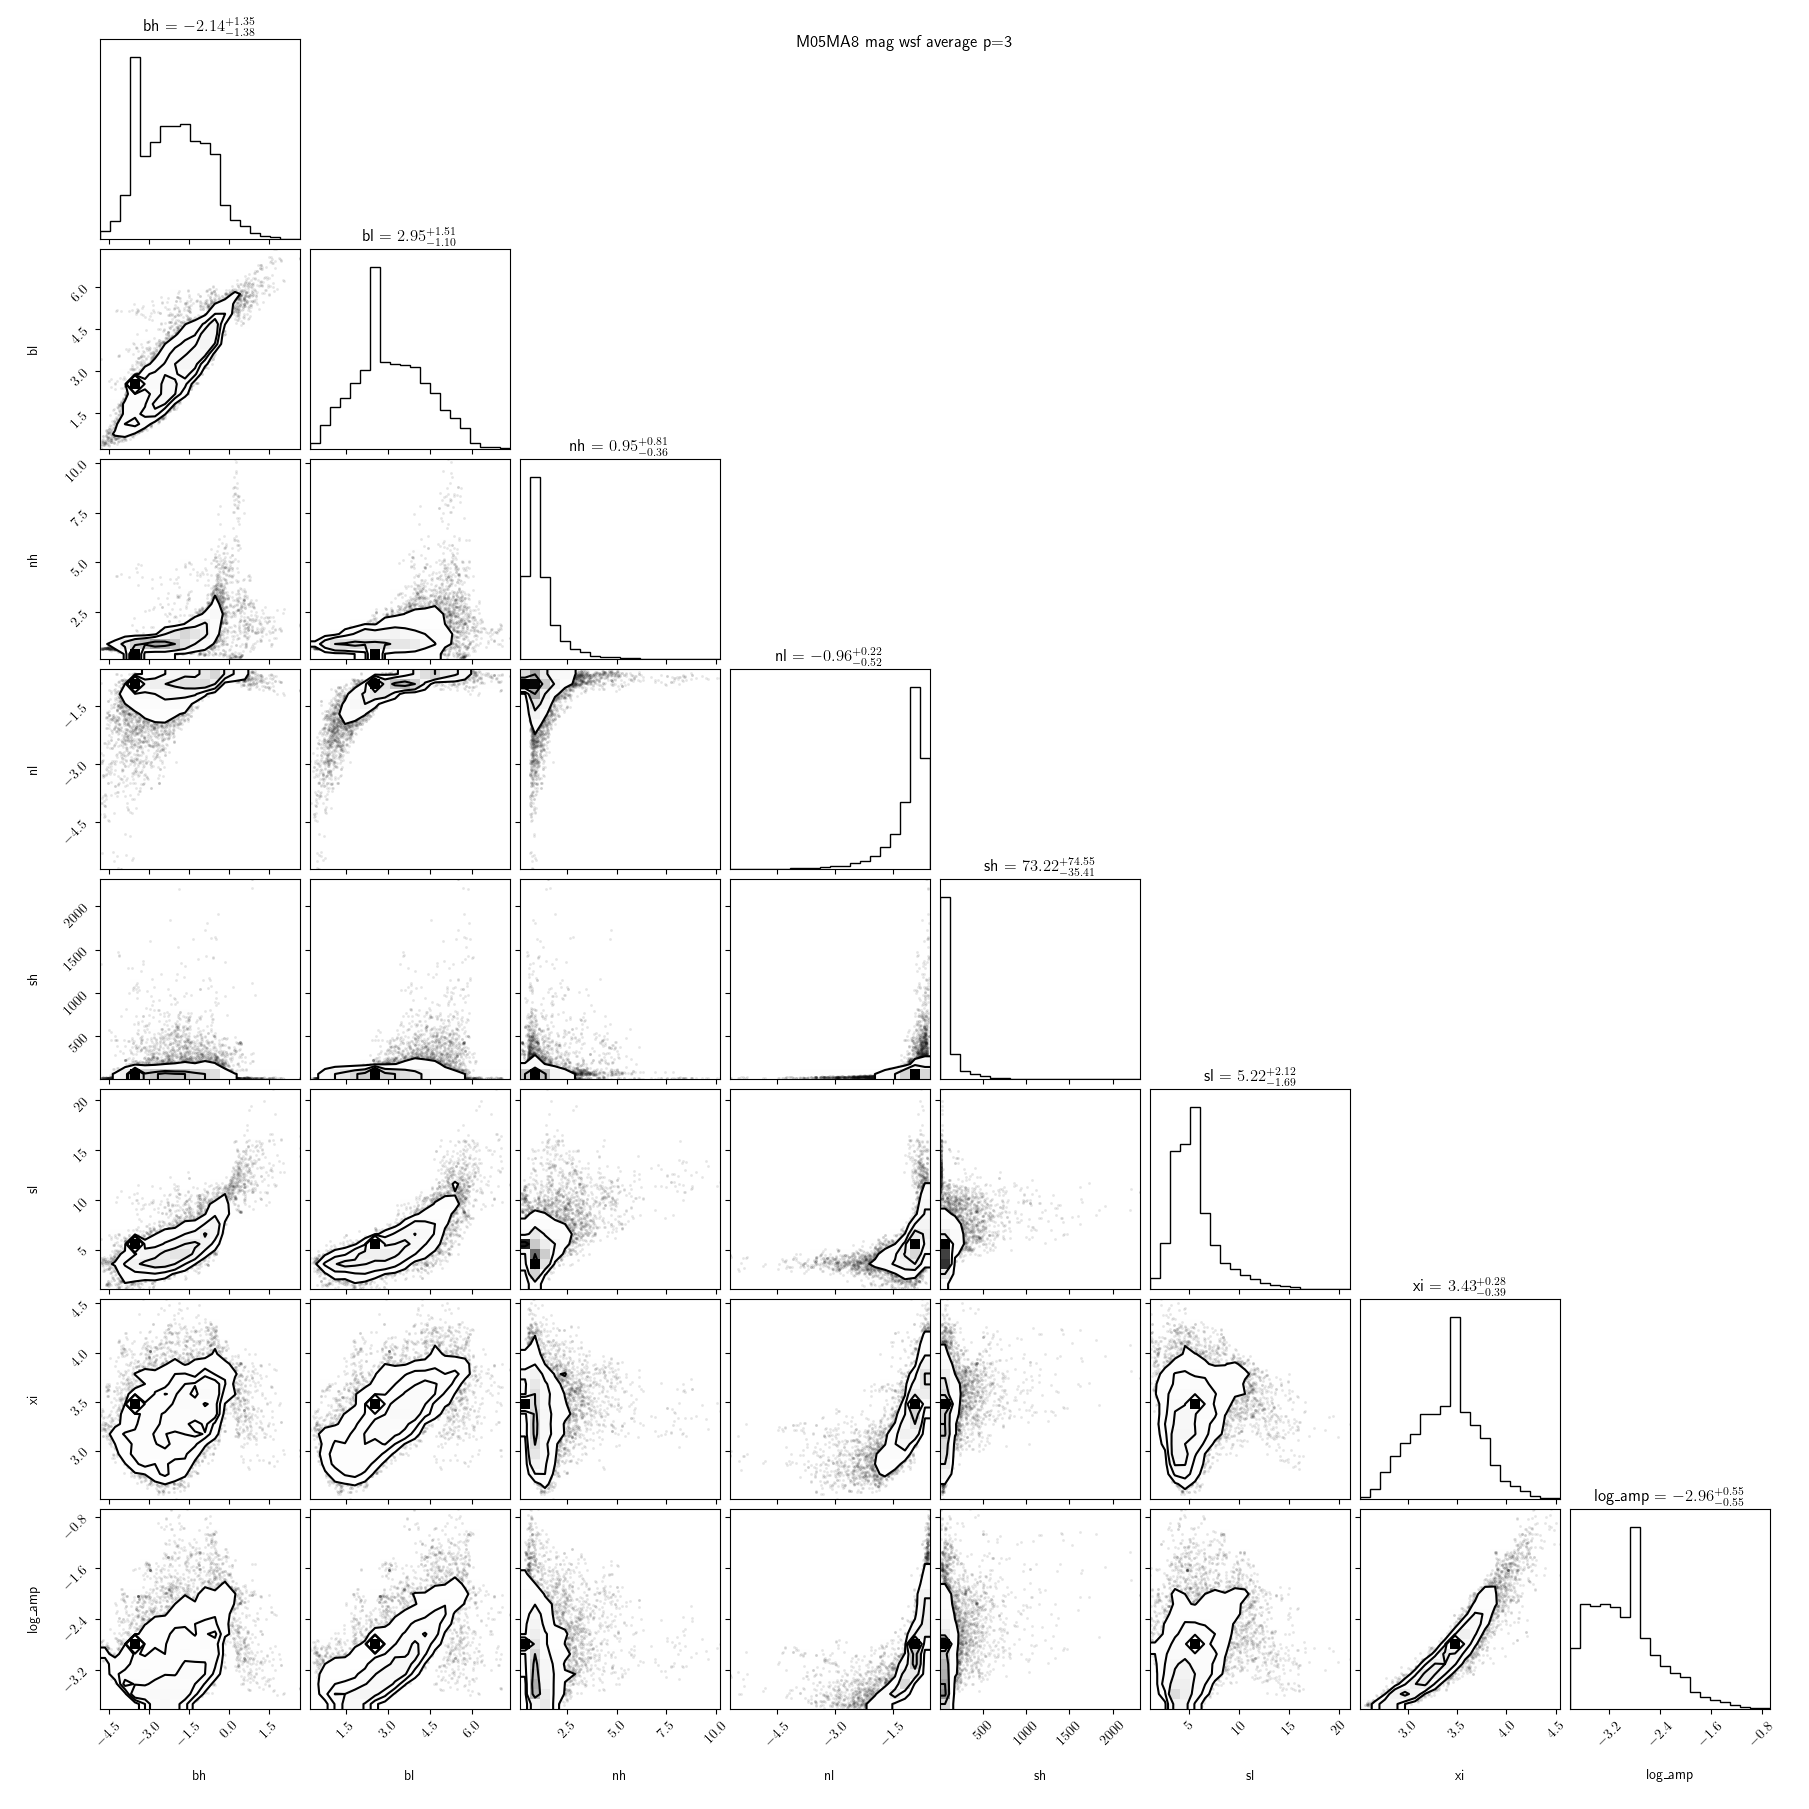 M05MA8 mag wsf average p=3
bh = −2.14 +1.35 −1.38
bl = 2.95 +1.51 −1.10
bl
6.0
4.5
3.0
1.5
nh = 0.95 +0.81 −0.36
nh
10.0
7.5
5.0
2.5
nl = −0.96 +0.22 −0.52
nl
−1.5
−3.0
−4.5
sh = 73.22 +74.55 −35.41
sh
2000
1500
1000
500
sl = 5.22 +2.12 −1.69
sl
20
15
10
5
xi = 3.43 +0.28 −0.39
xi
4.5
4.0
3.5
3.0
log_amp = −2.96 +0.55 −0.55
log_amp
−0.8
−1.6
−2.4
−3.2
−4.5 −3.0 −1.5 0.0 1.5
1.5 3.0 4.5 6.0
2.5 5.0 7.5 10.0
−4.5 −3.0 −1.5
500 1000 1500 2000
5 10 15 20
3.0 3.5 4.0 4.5
−3.2 −2.4 −1.6 −0.8
bh bl nh nl sh sl xi log_amp